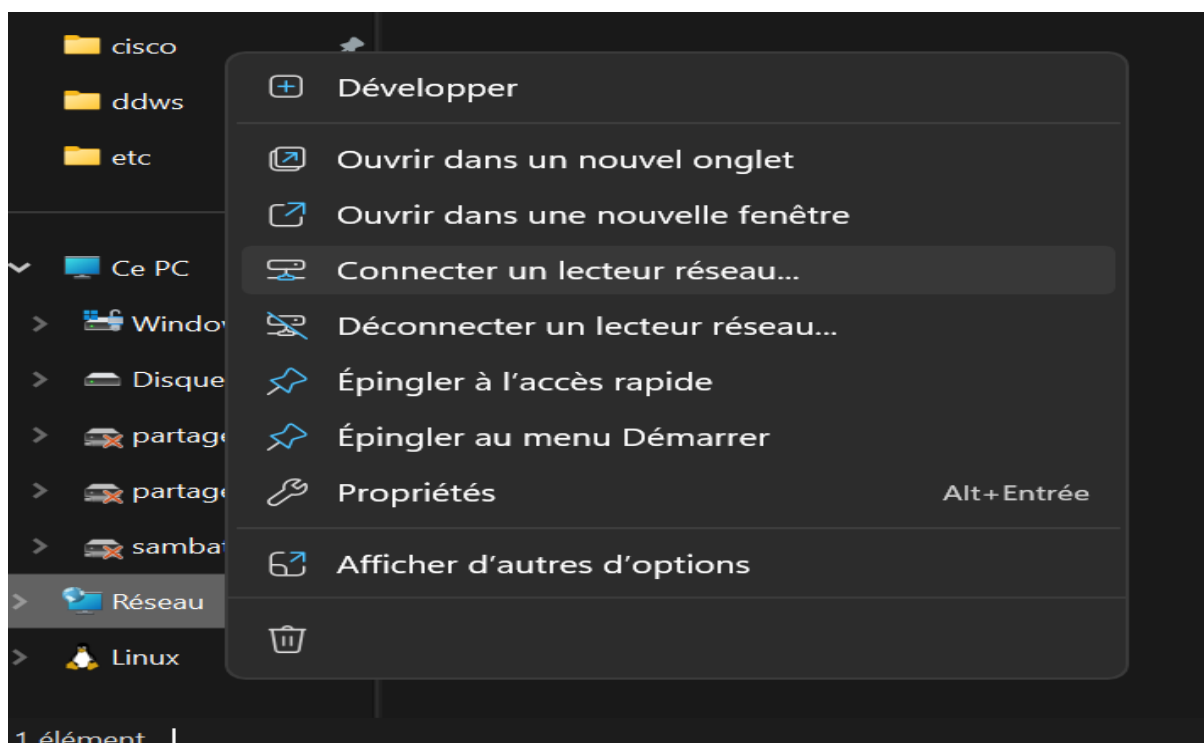 cisco
ddws
etc
Ce PC
Windo
Disque
partage
partage
samba
Réseau
Linux
1 élément
Développer
Ouvrir dans un nouvel onglet
Ouvrir dans une nouvelle fenêtre
Connecter un lecteur réseau...
Déconnecter un lecteur réseau...
Épingler à l’accès rapide
Épingler au menu Démarrer
Propriétés Alt+Entrée
Afficher d’autres d’options